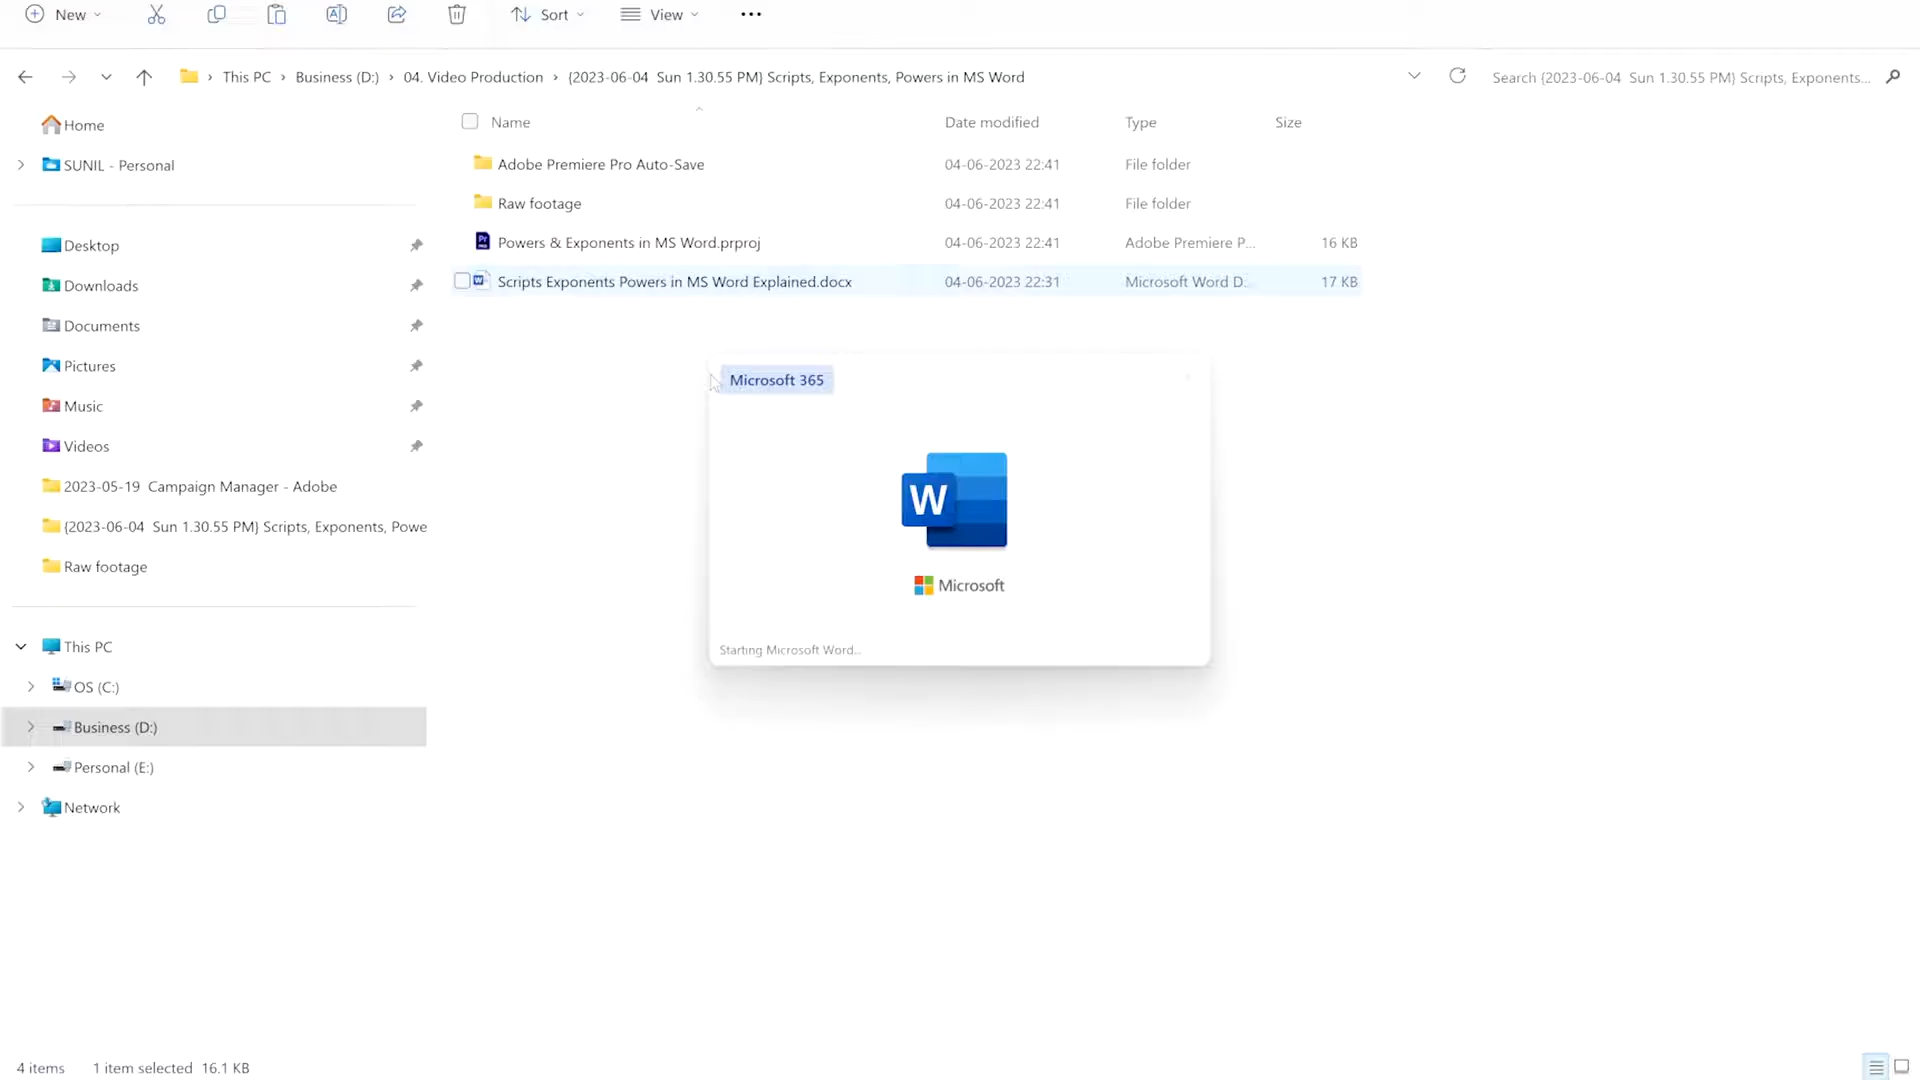 New Sort View
This PC > Business (D:) > 04. Video Production > {2023-06-04 Sun 1.30.55 PM} Scripts, Exponents, Powers in MS Word Search {2023-06-04 Sun 1.30.55 PM} Scripts, Exponents...
Name Date modified Type Size
Home
SUNIL - Personal
Desktop
Downloads
Documents
Pictures
Music
Videos
2023-05-19 Campaign Manager - Adobe
{2023-06-04 Sun 1.30.55 PM} Scripts, Exponents, Powe
Raw footage
This PC
OS (C:)
Business (D:)
Personal (E:)
Network
Adobe Premiere Pro Auto-Save 04-06-2023 22:41 File folder
Raw footage 04-06-2023 22:41 File folder
Powers & Exponents in MS Word.prproj 04-06-2023 22:41 Adobe Premiere P... 16 KB
Scripts Exponents Powers in MS Word Explained.docx 04-06-2023 22:31 Microsoft Word D... 17 KB
Microsoft 365
W
Microsoft
Starting Microsoft Word...
4 items 1 item selected 16.1 KB